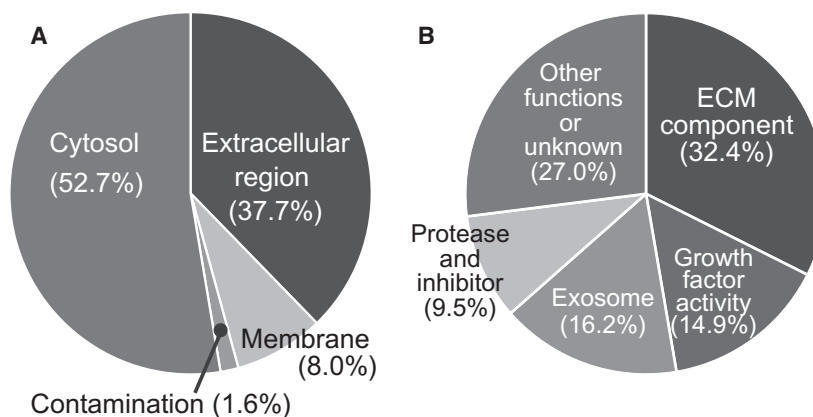 A
Cytosol
(52.7%)
Extracellular
region
(37.7%)
Membrane
(8.0%)
Contamination (1.6%)
B
Other
functions
or
unknown
(27.0%)
ECM
component
(32.4%)
Protease
and
inhibitor
(9.5%)
Exosome
(16.2%)
Growth
factor
activity
(14.9%)